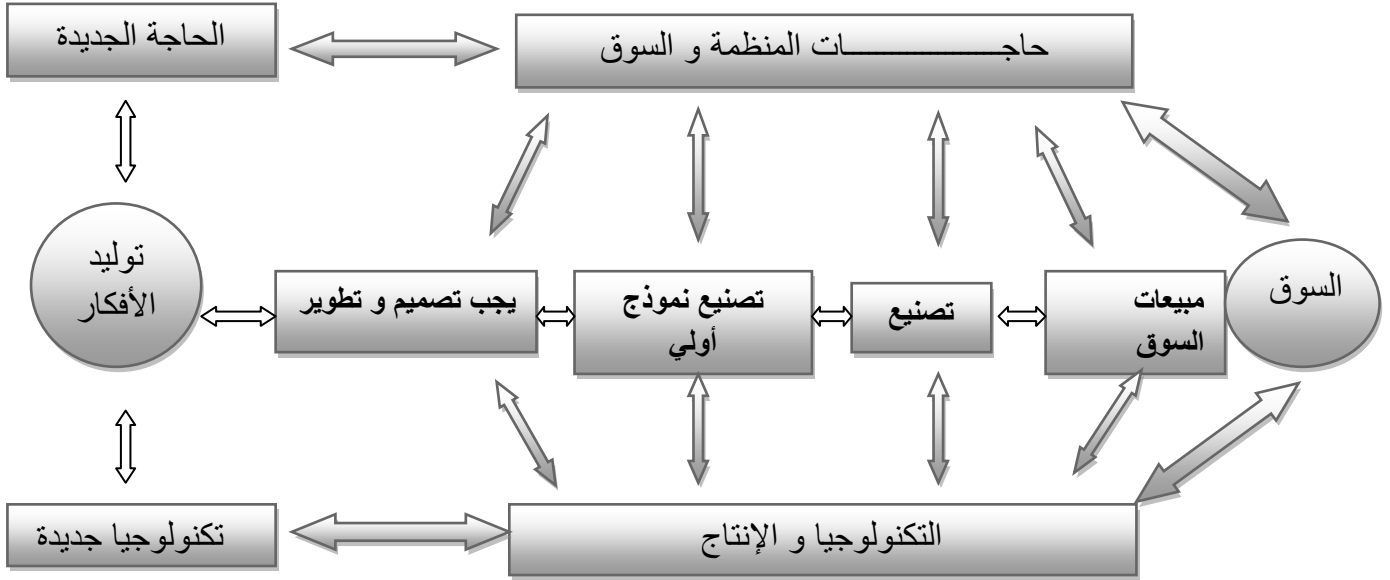 حاجـــــــــــــــــات المنظمة و السوق
الحاجة الجديدة
السوق
مبيعات
السوق
تصنيع
تصنيع نموذج
أولي
يجب تصميم و تطوير
توليد
الأفكار
التكنولوجيا و الإنتاج
تكنولوجيا جديدة